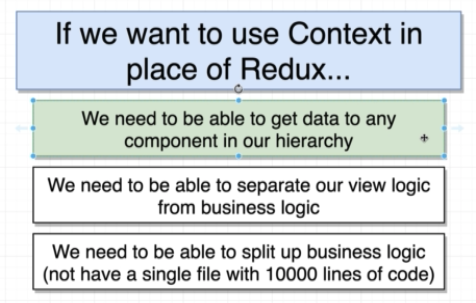 If we want to use Context in
place of Redux...
We need to be able to get data to any
component in our hierarchy
We need to be able to separate our view logic
from business logic
We need to be able to split up business logic
(not have a single file with 10000 lines of code)